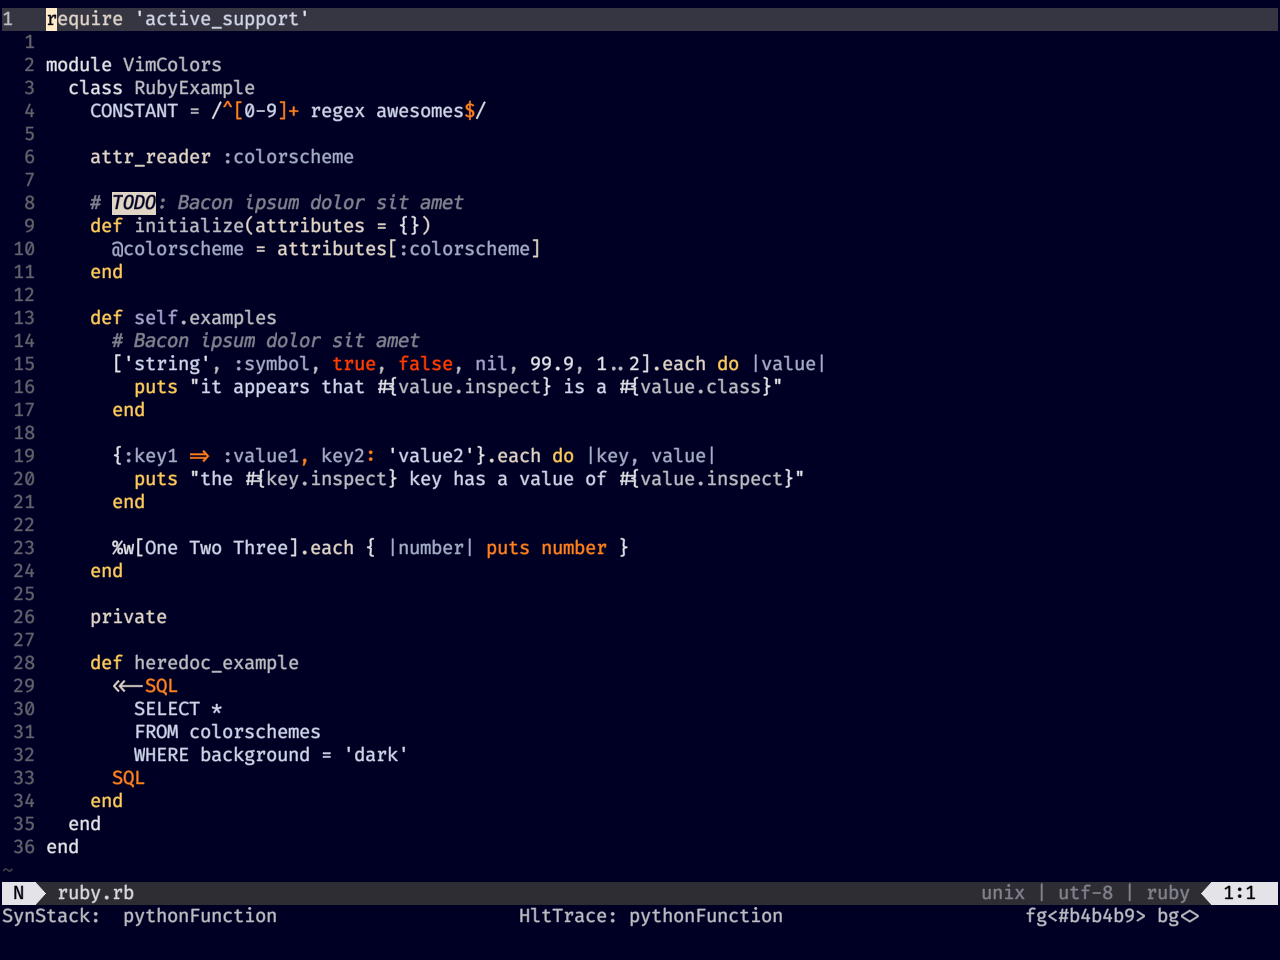 1   require 'active_support'
  1
  2 module VimColors
  3   class RubyExample
  4     CONSTANT = /^[0-9]+ regex awesomes$/
  5
  6     attr_reader :colorscheme
  7
  8     # TODO: Bacon ipsum dolor sit amet
  9     def initialize(attributes = {})
 10       @colorscheme = attributes[:colorscheme]
 11     end
 12
 13     def self.examples
 14       # Bacon ipsum dolor sit amet
 15       ['string', :symbol, true, false, nil, 99.9, 1..2].each do |value|
 16         puts "it appears that #{value.inspect} is a #{value.class}"
 17       end
 18
 19       {:key1 => :value1, key2: 'value2'}.each do |key, value|
 20         puts "the #{key.inspect} key has a value of #{value.inspect}"
 21       end
 22
 23       %w[One Two Three].each { |number| puts number }
 24     end
 25
 26     private
 27
 28     def heredoc_example
 29       <<-SQL
 30         SELECT *
 31         FROM colorschemes
 32         WHERE background = 'dark'
 33       SQL
 34     end
 35   end
 36 end
~
N ruby.rb unix | utf-8 | ruby 1:1
SynStack:  pythonFunction HltTrace: pythonFunction fg<#b4b4b9> bg<>